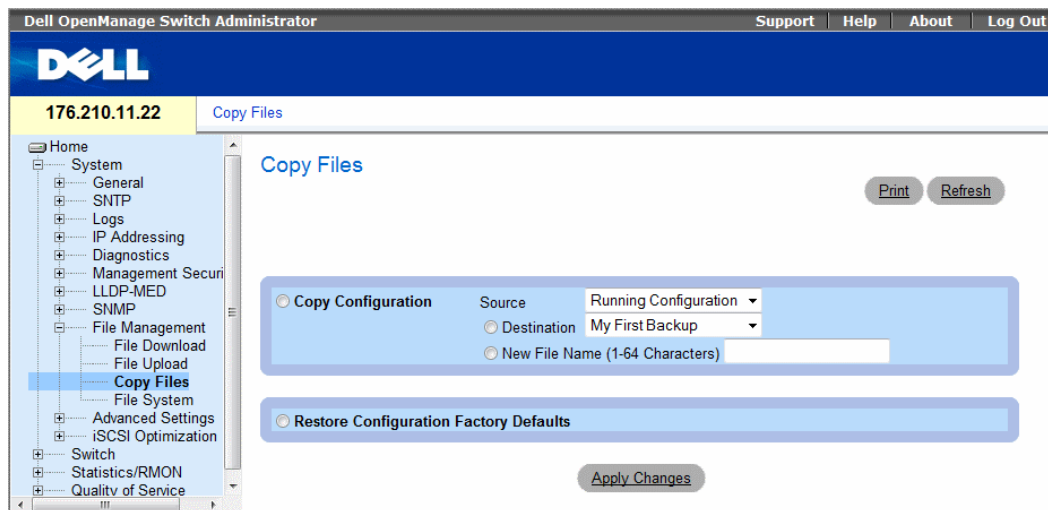 Dell OpenManage Switch Administrator
Support
Help
About
Log Out
DELL
176.210.11.22
Copy Files
Home
System
General
SNTP
Logs
IP Addressing
Diagnostics
Management Securi
LLDP-MED
SNMP
File Management
File Download
File Upload
Copy Files
File System
Advanced Settings
iSCSI Optimization
Switch
Statistics/RMON
Quality of Service
Copy Files
Print
Refresh
Copy Configuration
Source
Running Configuration
Destination
My First Backup
New File Name (1-64 Characters)
Restore Configuration Factory Defaults
Apply Changes